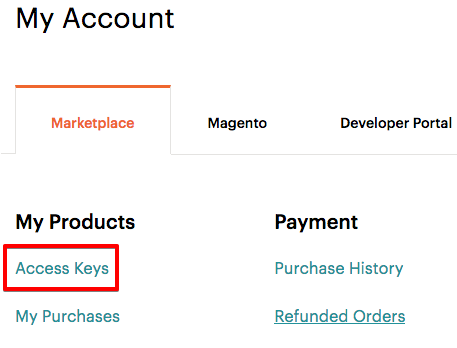 My Account
Marketplace Magento Developer Portal
My Products Payment
Access Keys Purchase History
My Purchases Refunded Orders